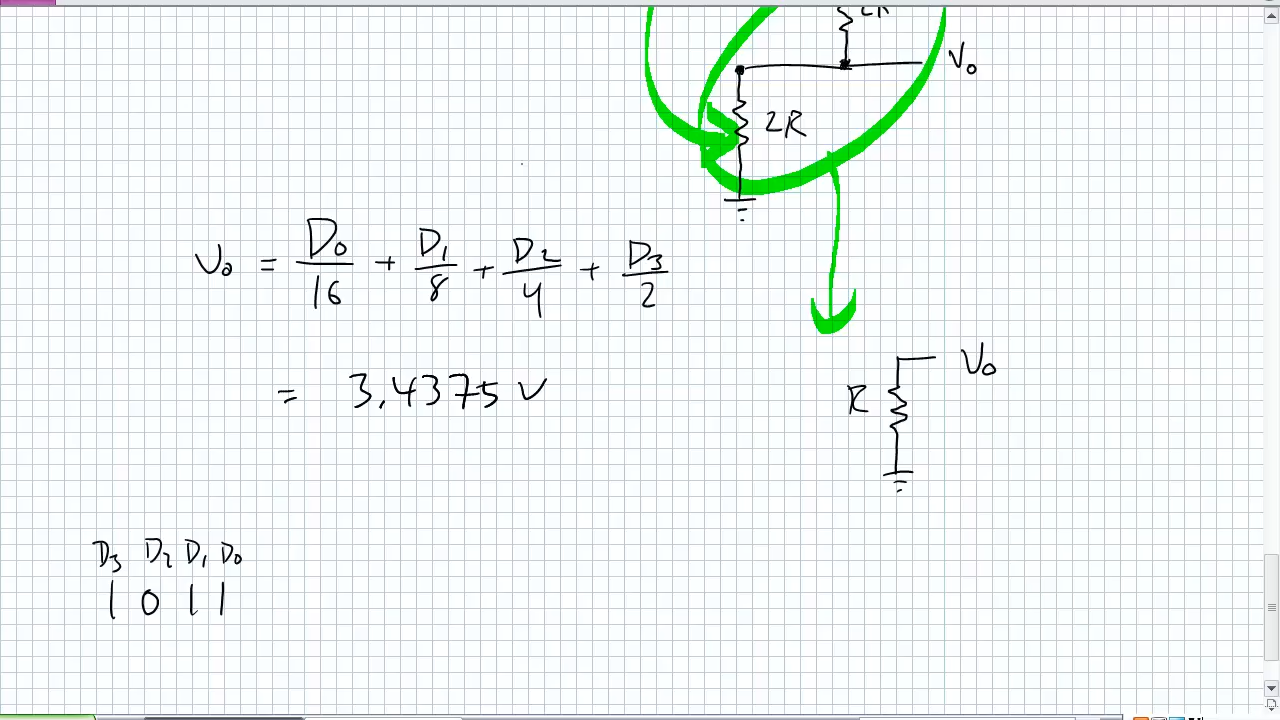 2R
V₀
2R
V₀ = D₀/16 + D₁/8 + D₂/4 + D₃/2
V₀
= 3.4375 V
R
D₃ D₂ D₁ D₀
1 0 1 1